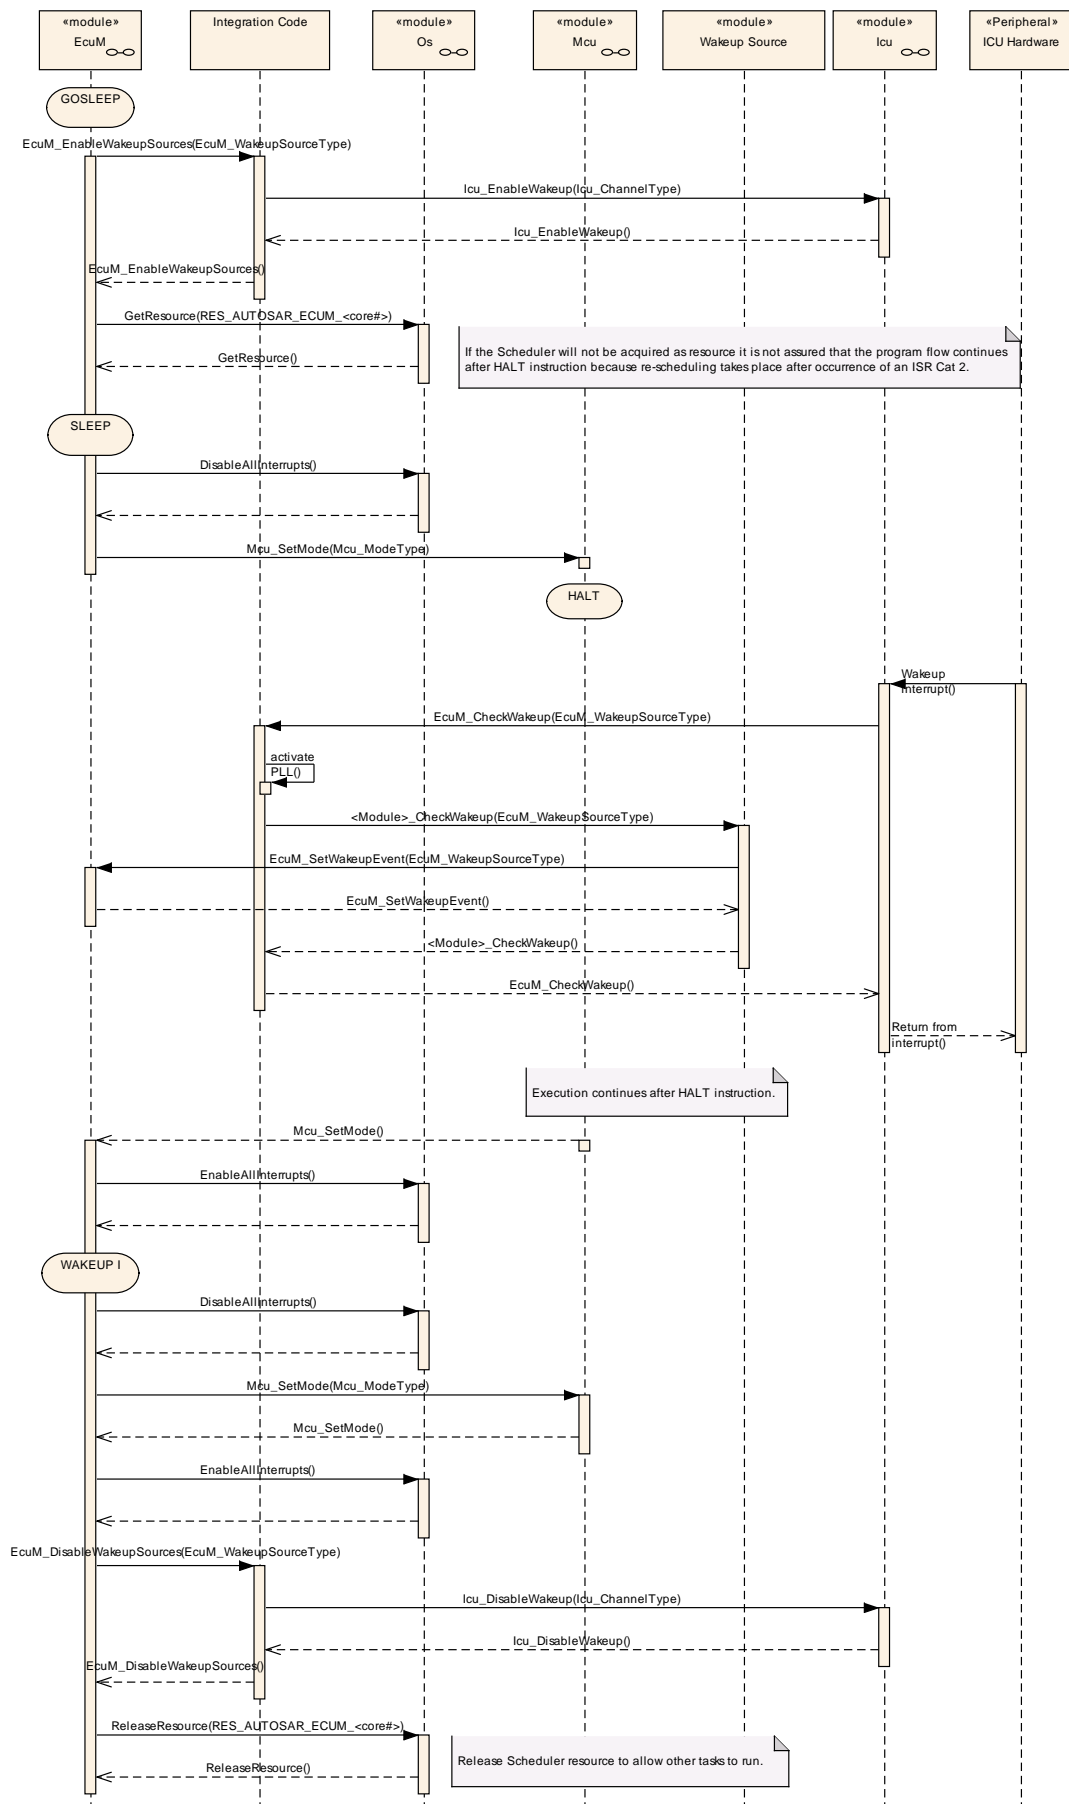 «module»
EcuM
Integration Code
«module»
Os
«module»
Mcu
«module»
Wakeup Source
«module»
Icu
«Peripheral»
ICU Hardware
GOSLEEP
EcuM_EnableWakeupSources(EcuM_WakeupSourceType)
Icu_EnableWakeup(Icu_ChannelType)
Icu_EnableWakeup()
EcuM_EnableWakeupSources()
GetResource(RES_AUTOSAR_ECUM_<core#>)
GetResource()
If the Scheduler will not be acquired as resource it is not assured that the program flow continues
after HALT instruction because re-scheduling takes place after occurrence of an ISR Cat 2.
SLEEP
DisableAllInterrupts()
Mcu_SetMode(Mcu_ModeType)
HALT
Wakeup
interrupt()
EcuM_CheckWakeup(EcuM_WakeupSourceType)
activate
PLL()
<Module>_CheckWakeup(EcuM_WakeupSourceType)
EcuM_SetWakeupEvent(EcuM_WakeupSourceType)
EcuM_SetWakeupEvent()
<Module>_CheckWakeup()
EcuM_CheckWakeup()
Return from
interrupt()
Execution continues after HALT instruction.
Mcu_SetMode()
EnableAllInterrupts()
WAKEUP I
DisableAllInterrupts()
Mcu_SetMode(Mcu_ModeType)
Mcu_SetMode()
EnableAllInterrupts()
EcuM_DisableWakeupSources(EcuM_WakeupSourceType)
Icu_DisableWakeup(Icu_ChannelType)
Icu_DisableWakeup()
EcuM_DisableWakeupSources()
ReleaseResource(RES_AUTOSAR_ECUM_<core#>)
Release Scheduler resource to allow other tasks to run.
ReleaseResource()